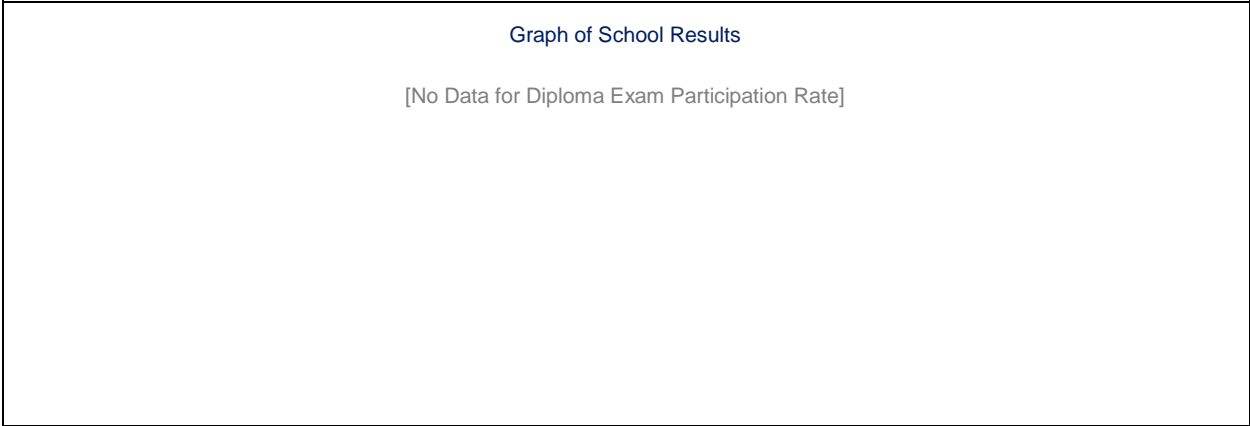 Graph of School Results
[No Data for Diploma Exam Participation Rate]